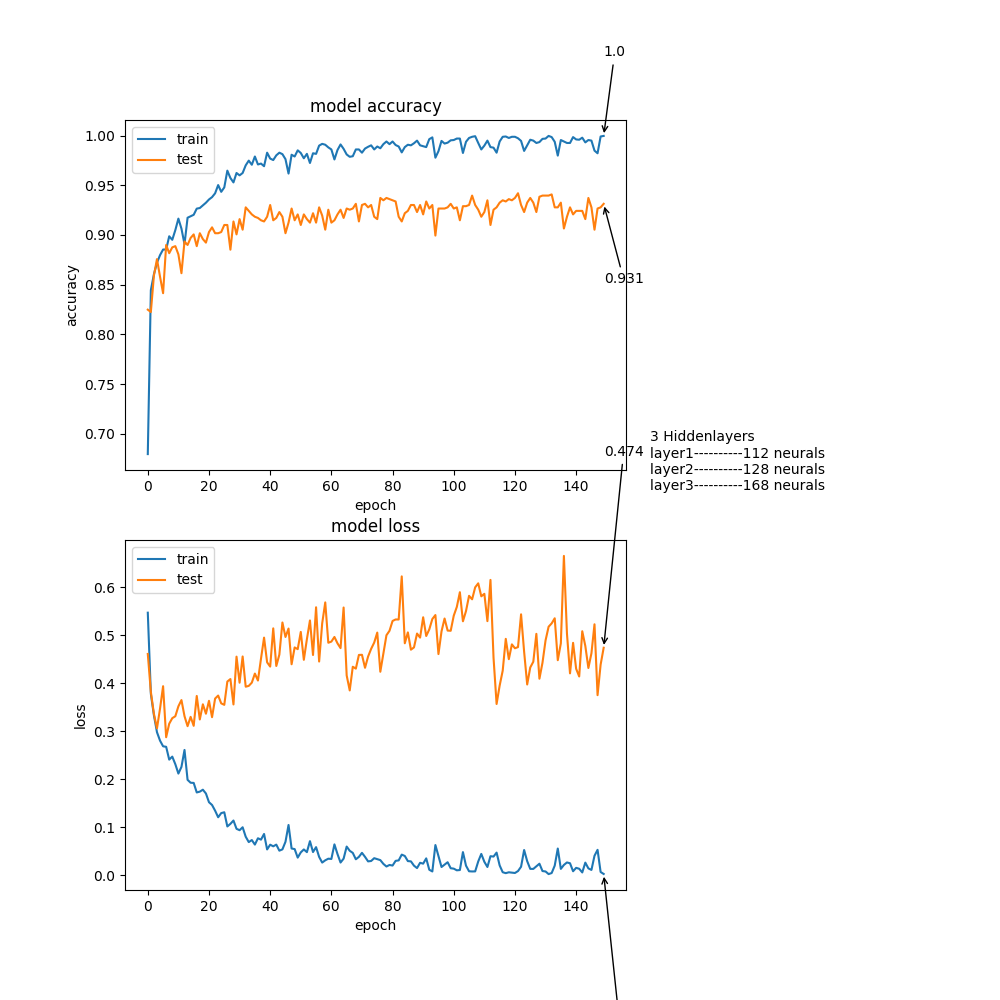 1.0
model accuracy
train
test
1.00
0.95
0.90
0.85
0.80
0.75
0.70
accuracy
0.931
0 20 40 60 80 100 120 140
epoch
0.474
3 Hiddenlayers
layer1----------112 neurals
layer2----------128 neurals
layer3----------168 neurals
model loss
train
test
0.6
0.5
0.4
0.3
0.2
0.1
0.0
loss
0 20 40 60 80 100 120 140
epoch